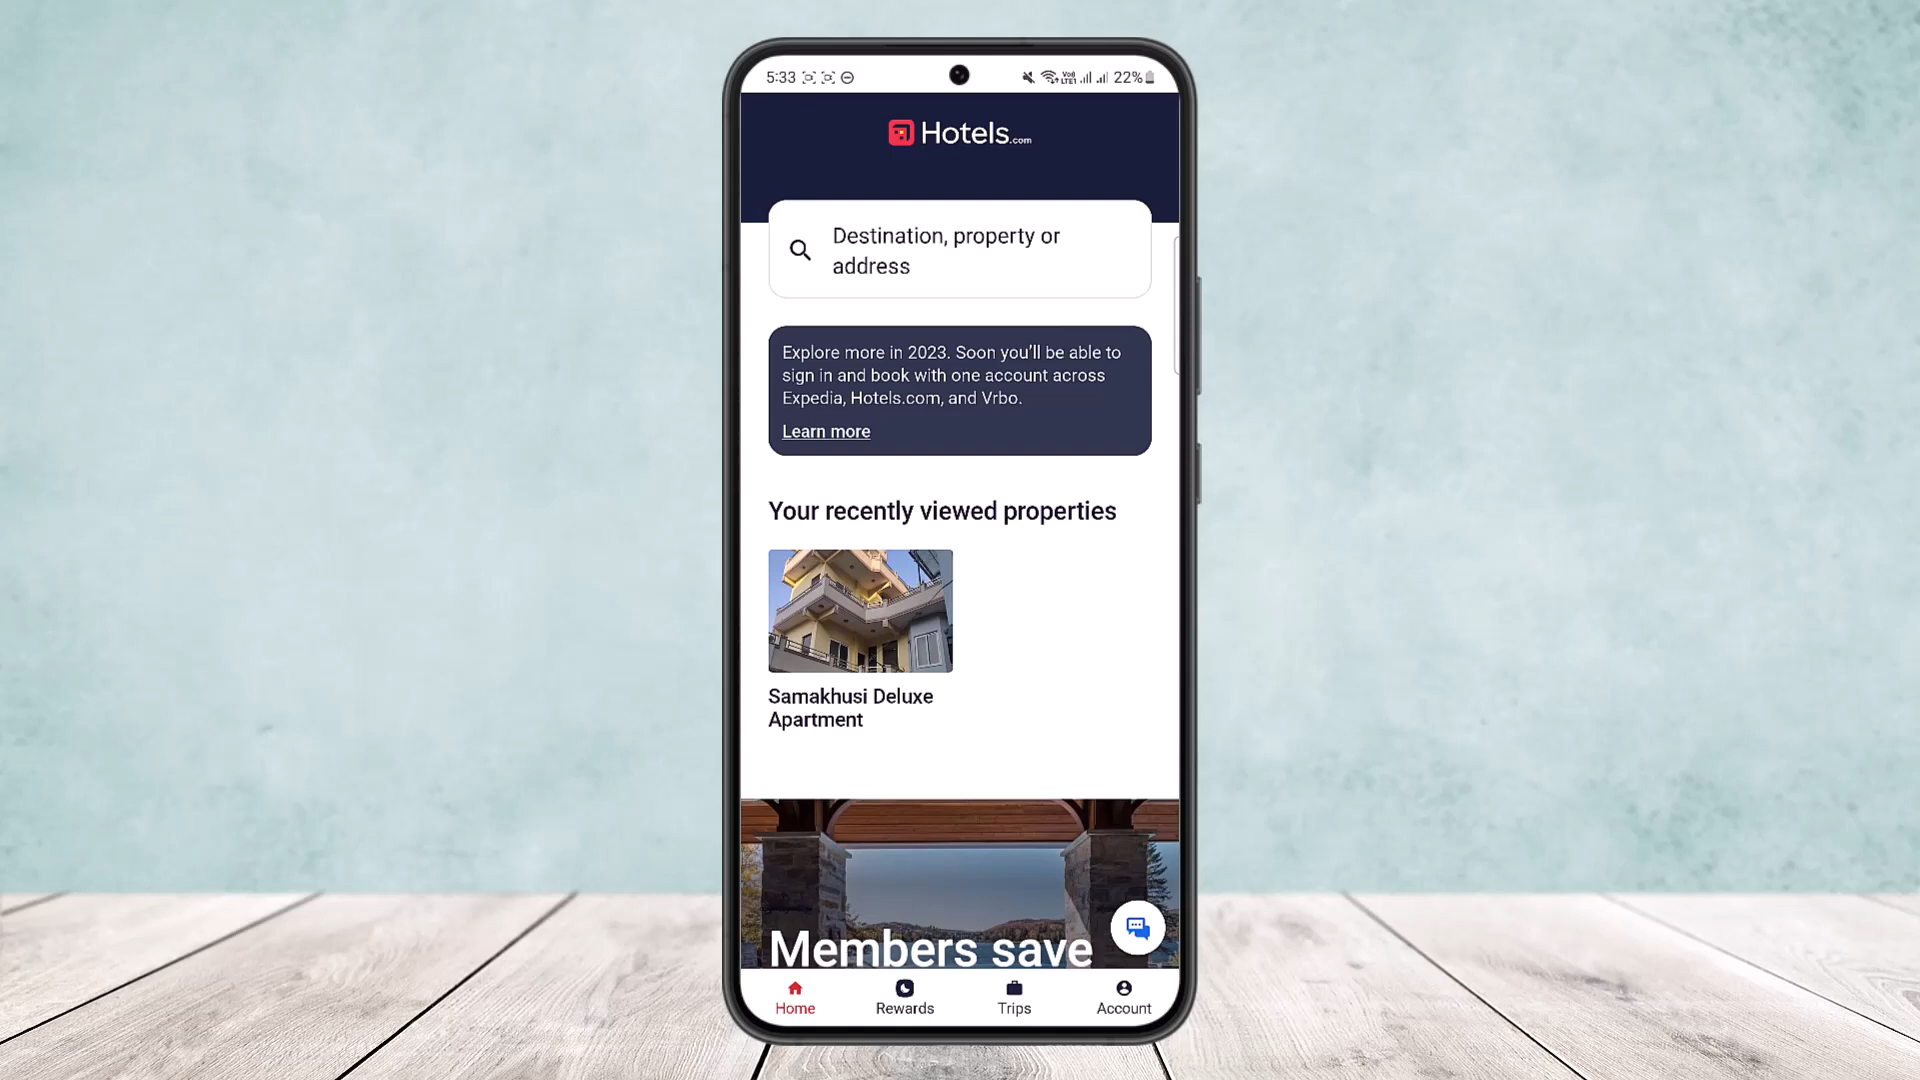 5:33
Vo))
LTE1
22%
Hotels.com
Destination, property or
address
Explore more in 2023. Soon you'll be able to
sign in and book with one account across
Expedia, Hotels.com, and Vrbo.
Learn more
Your recently viewed properties
Samakhusi Deluxe
Apartment
Members save
Home
Rewards
Trips
Account